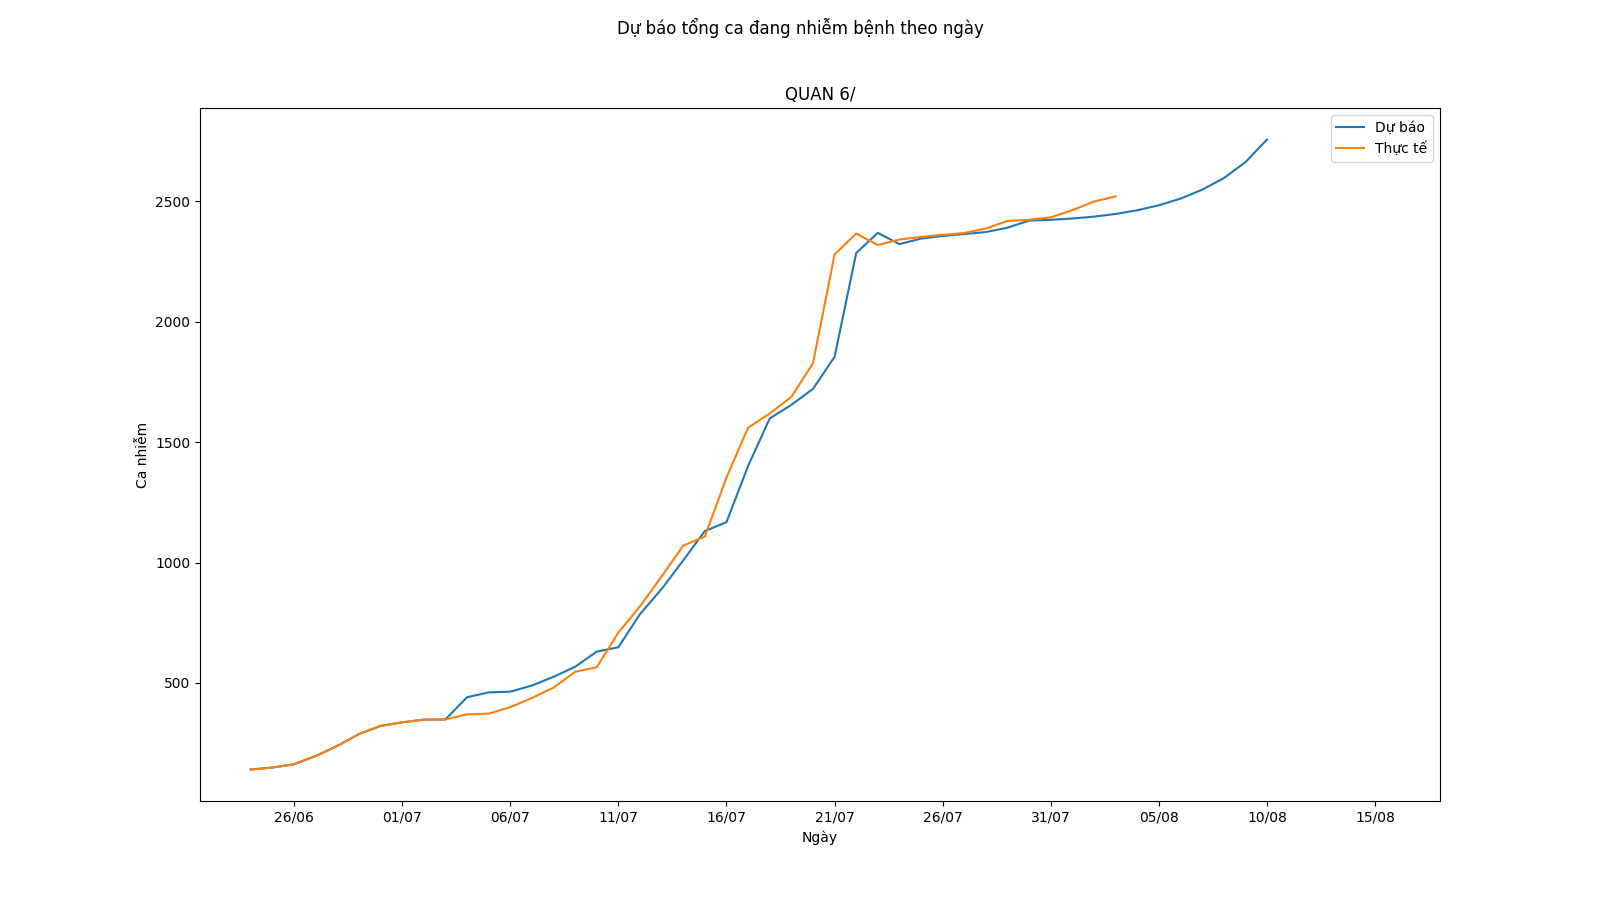 Dự báo tổng ca đang nhiễm bệnh theo ngày
QUAN 6/
Dự báo
Thực tế
2500
2000
1500
1000
500
Ca nhiễm
26/06 01/07 06/07 11/07 16/07 21/07 26/07 31/07 05/08 10/08 15/08
Ngày